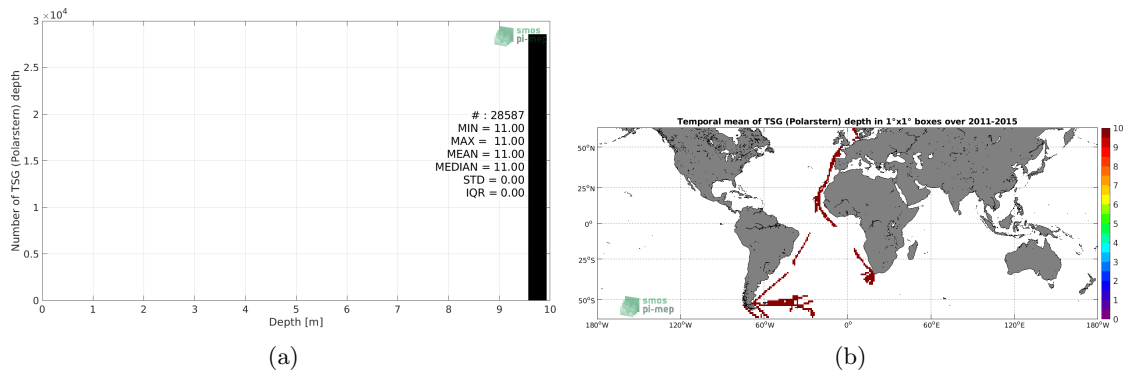 ×10⁴
3
2.5
2
1.5
1
0.5
0
Number of TSG (Polarstern) depth
smos
pi-mep
# : 28587
MIN = 11.00
MAX = 11.00
MEAN = 11.00
MEDIAN = 11.00
STD = 0.00
IQR = 0.00
0 1 2 3 4 5 6 7 8 9 10
Depth [m]
(a)
Temporal mean of TSG (Polarstern) depth in 1°x1° boxes over 2011-2015
50°N
25°N
0°
25°S
50°S
smos
pi-mep
180°W 120°W 60°W 0° 60°E 120°E 180°W
10
9
8
7
6
5
4
3
2
1
0
(b)